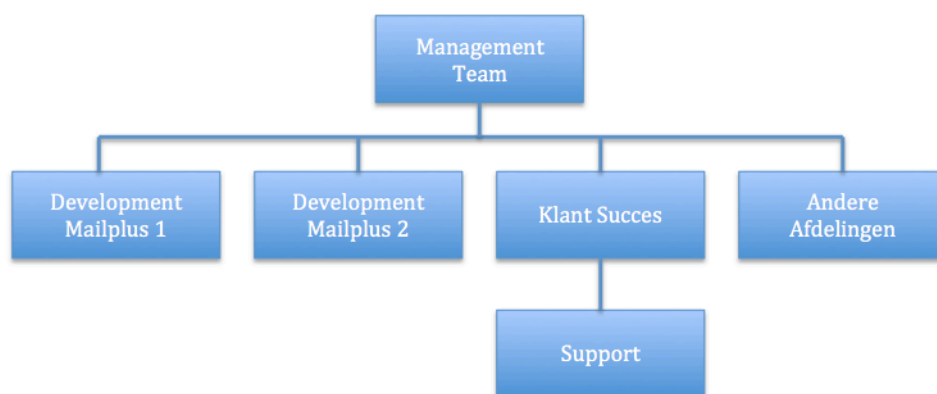 Management
Team
Development
Mailplus 1
Development
Mailplus 2
Klant Succes
Andere
Afdelingen
Support